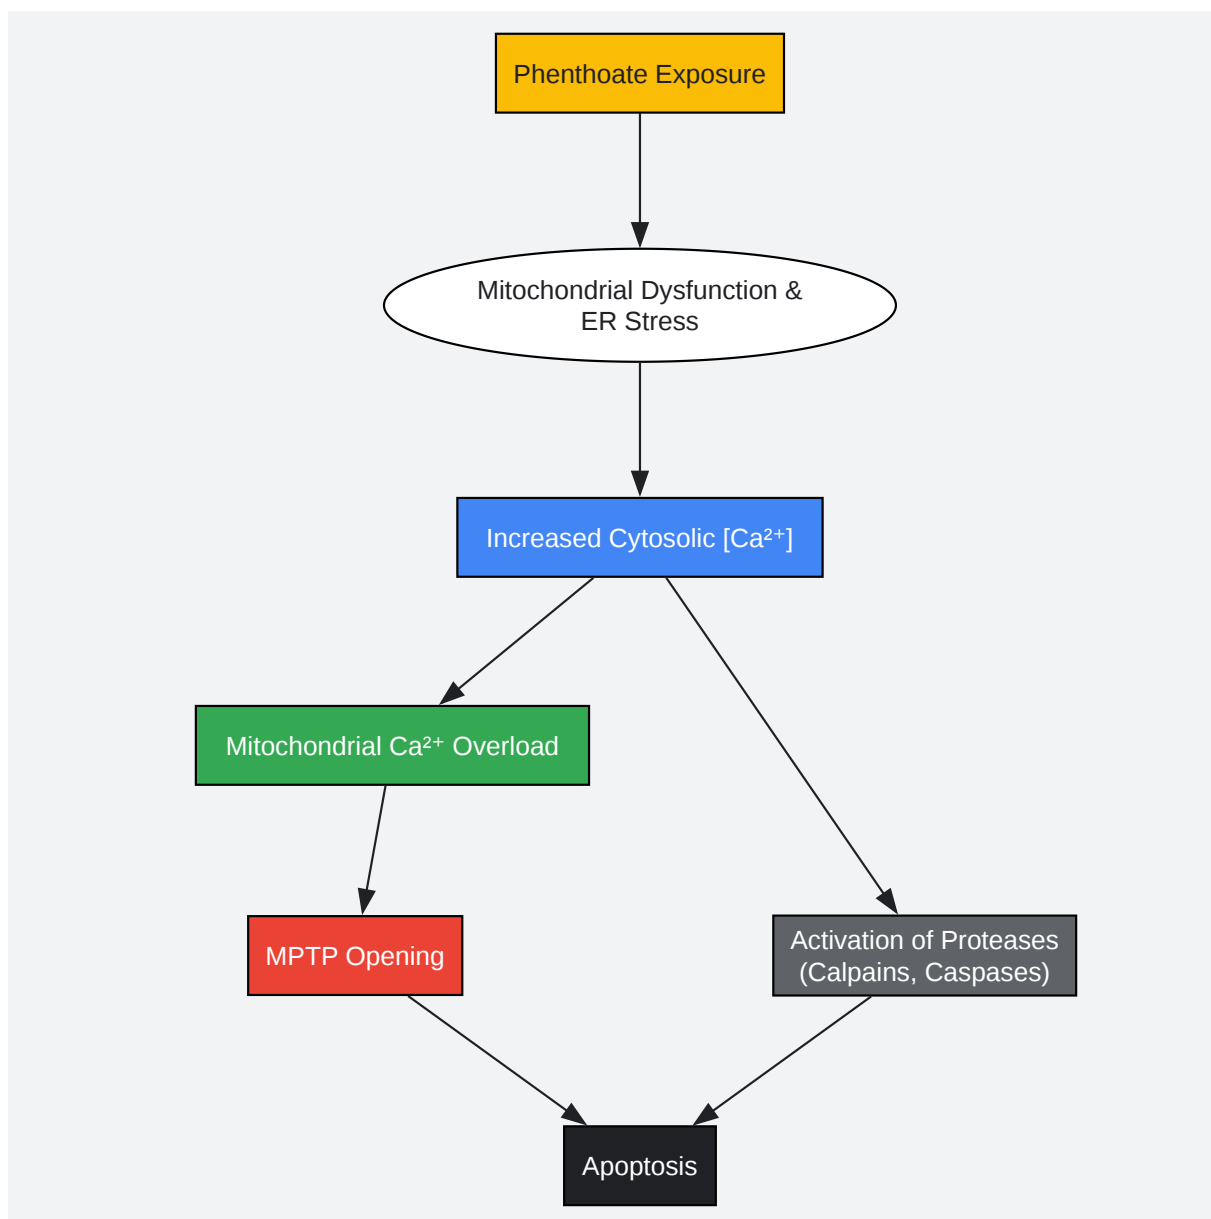 Phenthoate Exposure
Mitochondrial Dysfunction &
ER Stress
Increased Cytosolic [Ca²⁺]
Mitochondrial Ca²⁺ Overload
MPTP Opening
Activation of Proteases
(Calpains, Caspases)
Apoptosis